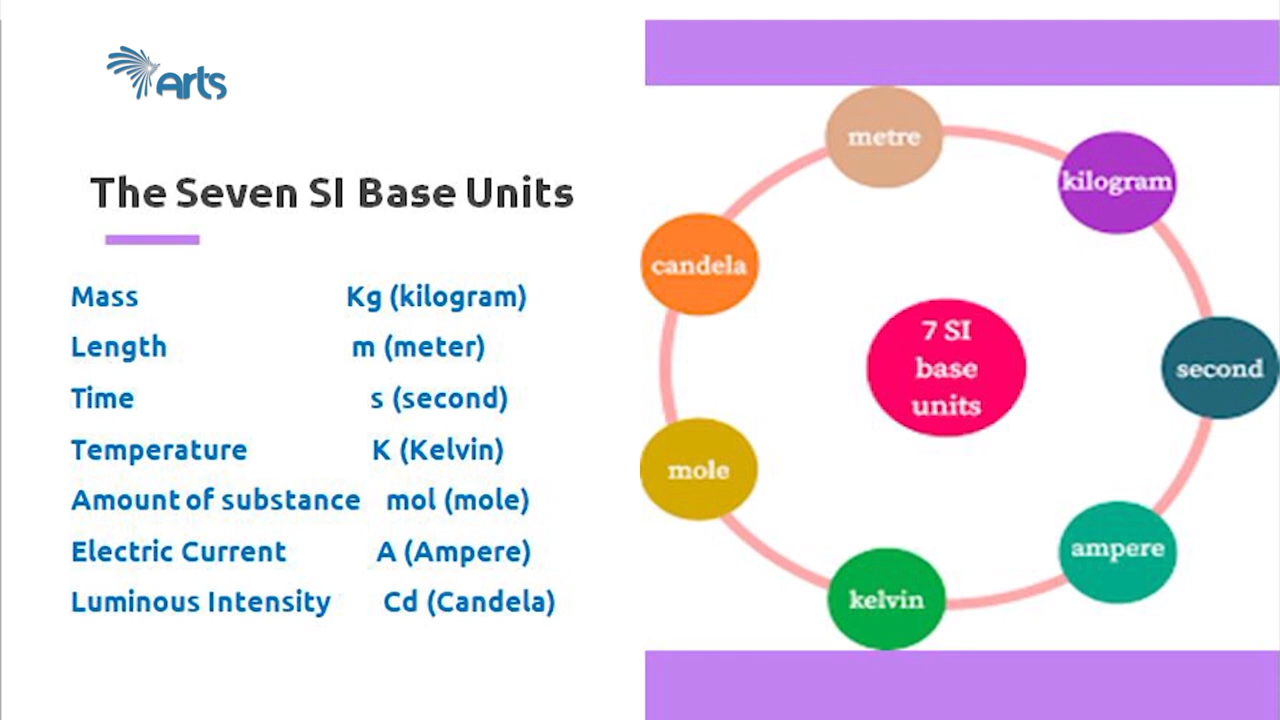 arts
The Seven SI Base Units
Mass Kg (kilogram)
Length m (meter)
Time s (second)
Temperature K (Kelvin)
Amount of substance mol (mole)
Electric Current A (Ampere)
Luminous Intensity Cd (Candela)
metre
kilogram
candela
7 SI
base
units
second
mole
ampere
kelvin